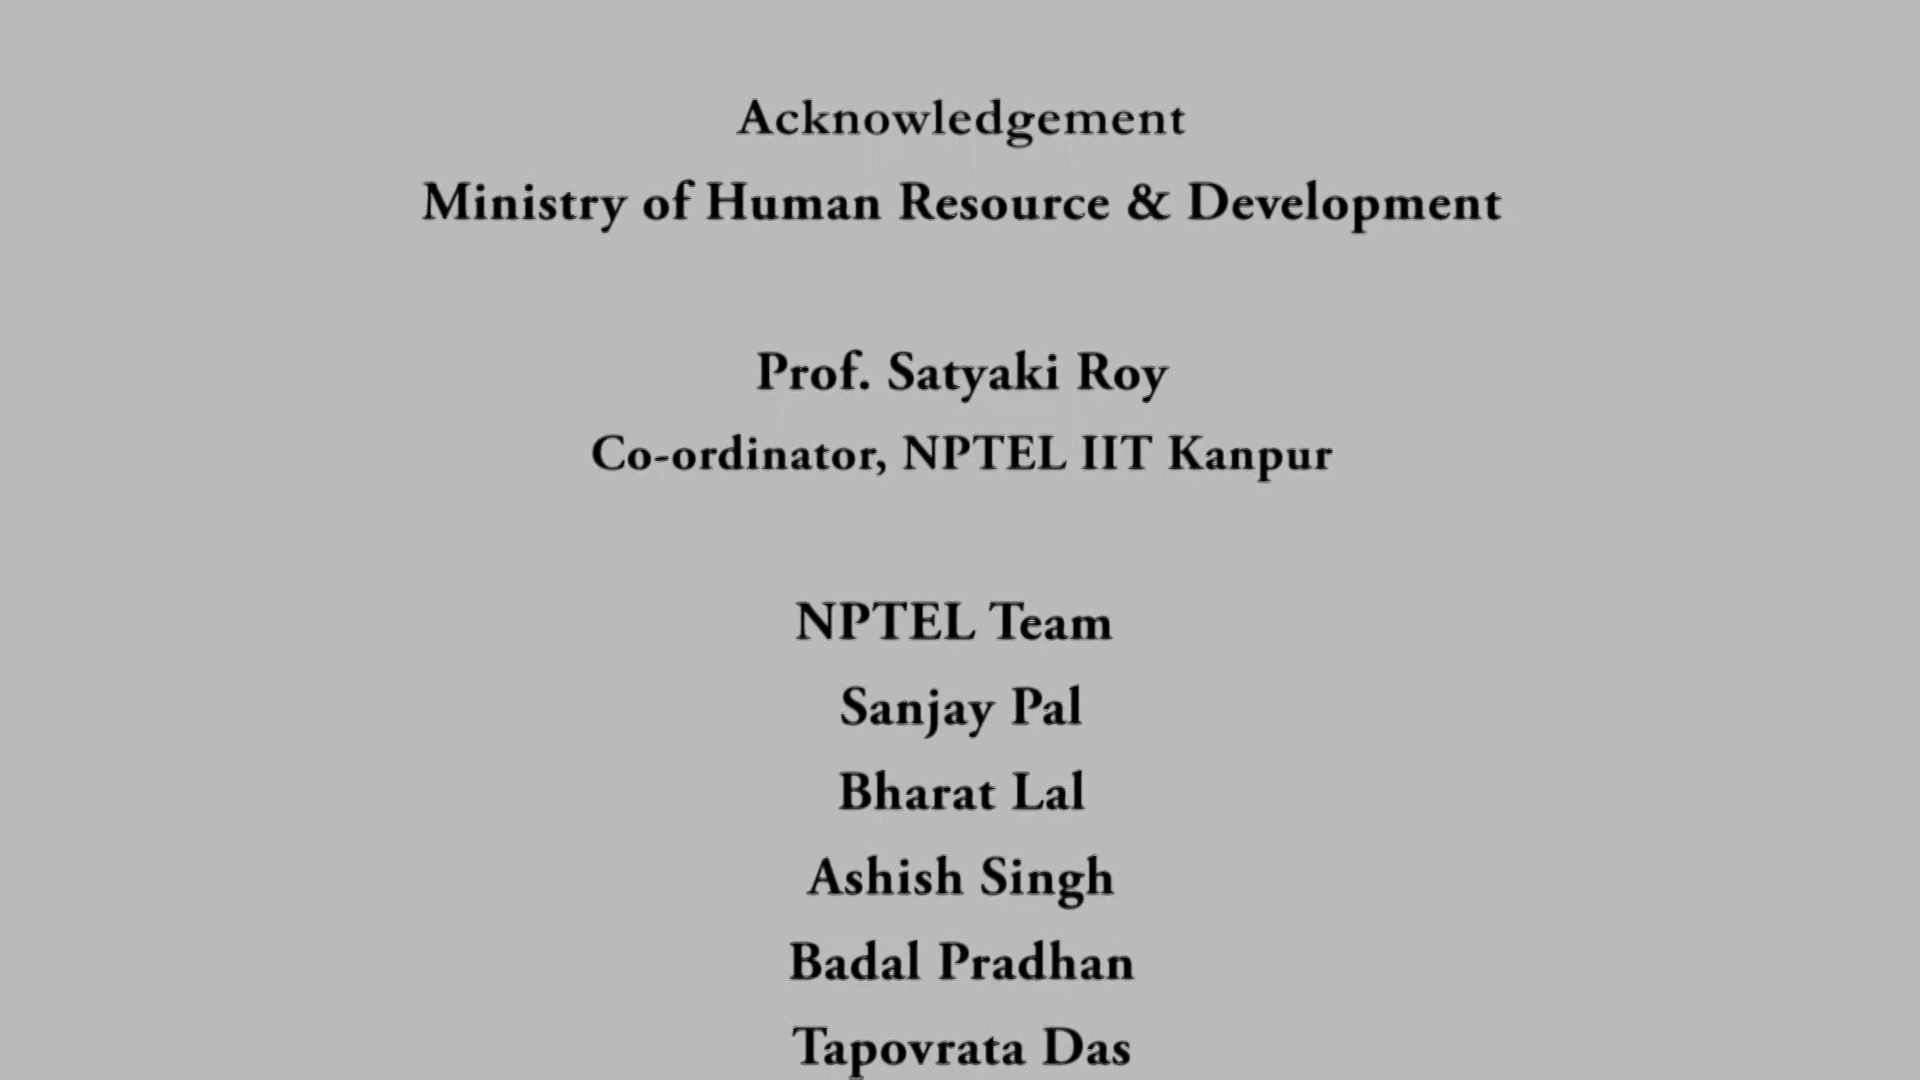 Acknowledgement
Ministry of Human Resource & Development
Prof. Satyaki Roy
Co-ordinator, NPTEL IIT Kanpur
NPTEL Team
Sanjay Pal
Bharat Lal
Ashish Singh
Badal Pradhan
Tapovrata Das